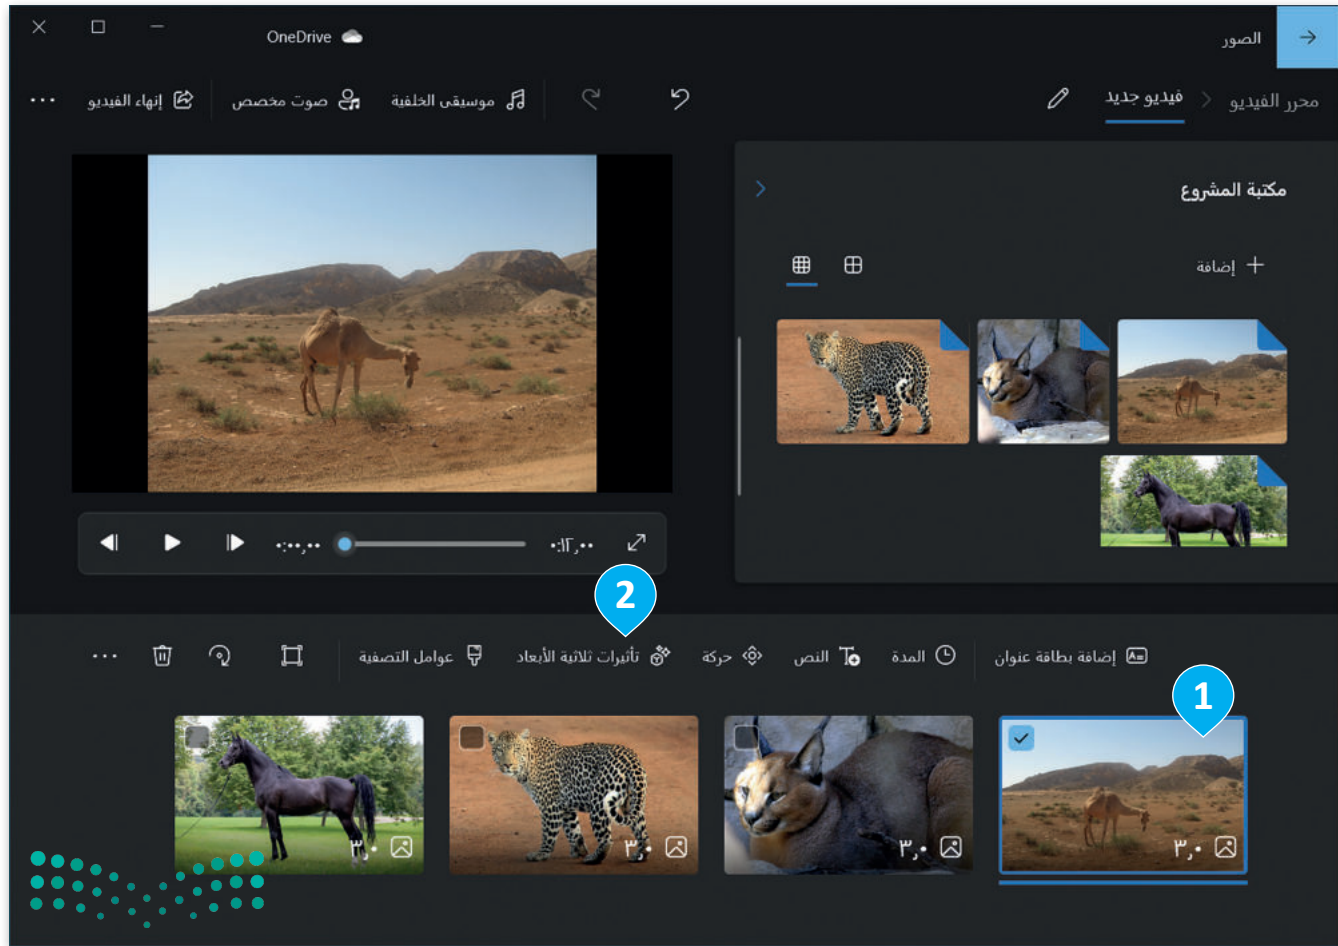 الصور
OneDrive
محرر الفيديو
فيديو جديد
موسيقى الخلفية
صوت مخصص
إنهاء الفيديو
مكتبة المشروع
إضافة
٠:٠٠٫٠٠
٠:١٢٫٠٠
2
إضافة بطاقة عنوان
المدة
النص
حركة
تأثيرات ثلاثية الأبعاد
عوامل التصفية
1
٣٫٠
٣٫٠
٣٫٠
٣٫٠